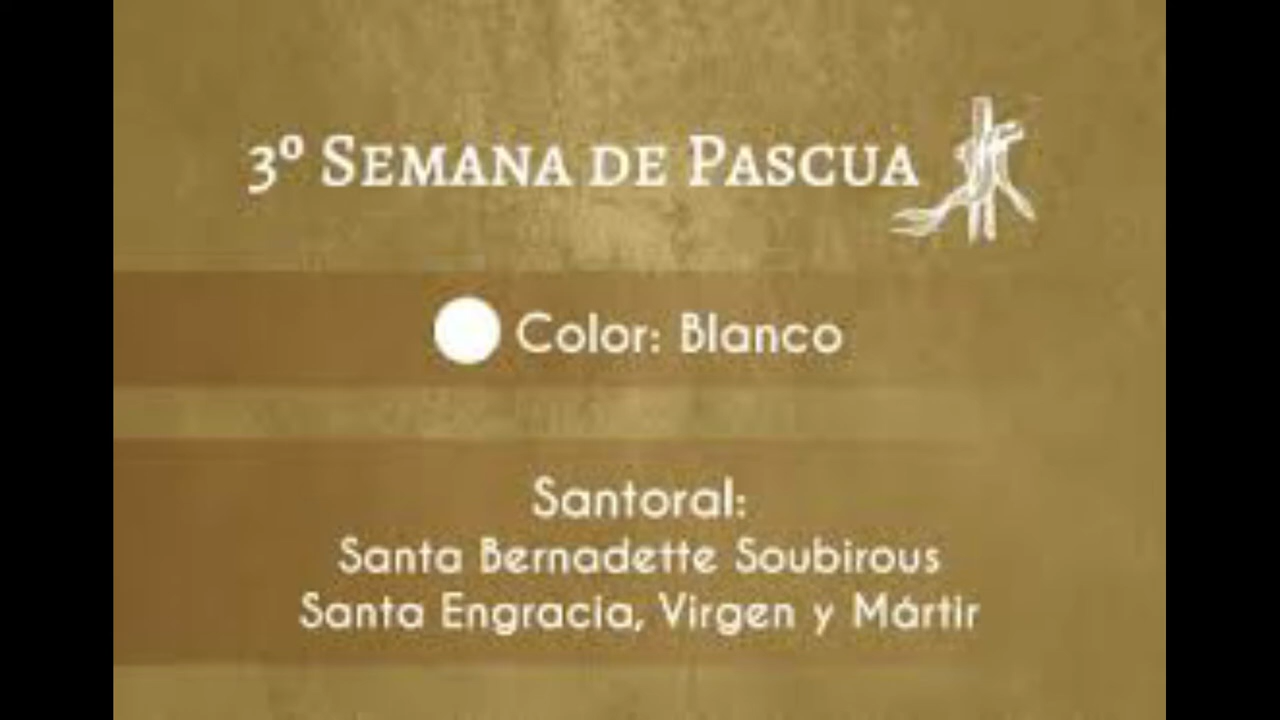 3º Semana de Pascua
Color: Blanco
Santoral:
Santa Bernadette Soubirous
Santa Engracia, Virgen y Mártir